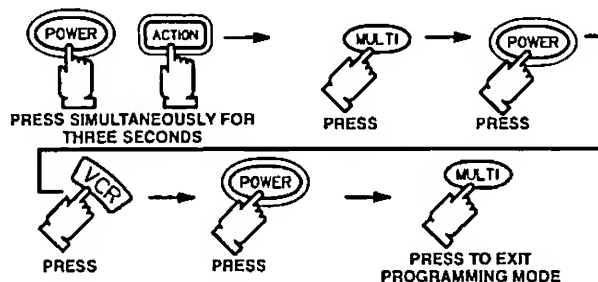 POWER ACTION MULTI POWER
PRESS SIMULTANEOUSLY FOR
THREE SECONDS
PRESS PRESS
VCR POWER MULTI
PRESS PRESS PRESS TO EXIT
PROGRAMMING MODE